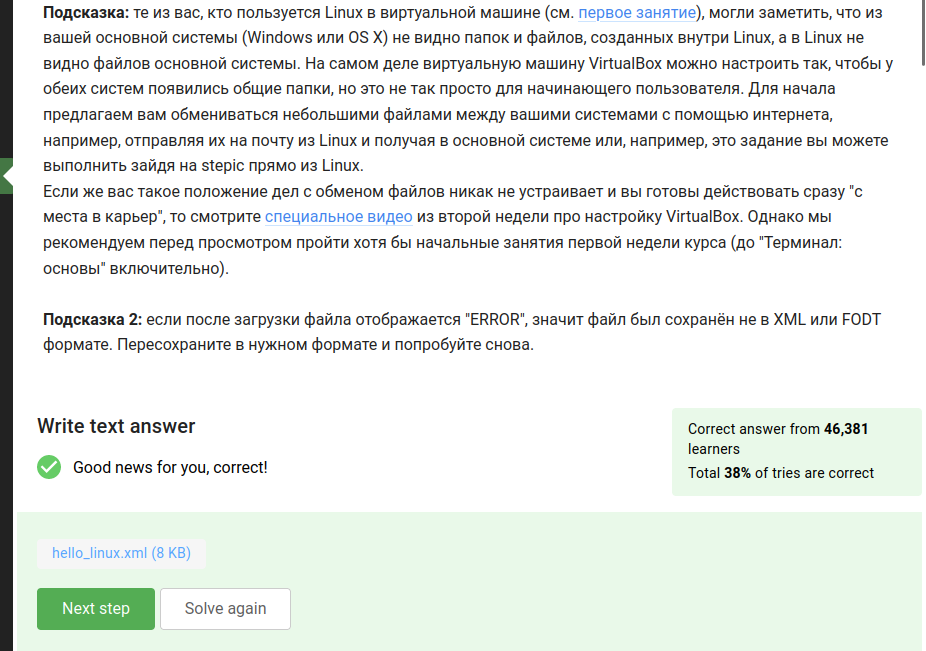 Подсказка: те из вас, кто пользуется Linux в виртуальной машине (см. первое занятие), могли заметить, что из
вашей основной системы (Windows или OS X) не видно папок и файлов, созданных внутри Linux, а в Linux не
видно файлов основной системы. На самом деле виртуальную машину VirtualBox можно настроить так, чтобы у
обеих систем появились общие папки, но это не так просто для начинающего пользователя. Для начала
предлагаем вам обмениваться небольшими файлами между вашими системами с помощью интернета,
например, отправляя их на почту из Linux и получая в основной системе или, например, это задание вы можете
выполнить зайдя на stepic прямо из Linux.
Если же вас такое положение дел с обменом файлов никак не устраивает и вы готовы действовать сразу "с
места в карьер", то смотрите специальное видео из второй недели про настройку VirtualBox. Однако мы
рекомендуем перед просмотром пройти хотя бы начальные занятия первой недели курса (до "Терминал:
основы" включительно).
Подсказка 2: если после загрузки файла отображается "ERROR", значит файл был сохранён не в XML или FODT
формате. Пересохраните в нужном формате и попробуйте снова.
Write text answer
Good news for you, correct!
Correct answer from 46,381
learners
Total 38% of tries are correct
hello_linux.xml (8 KB)
Next step
Solve again